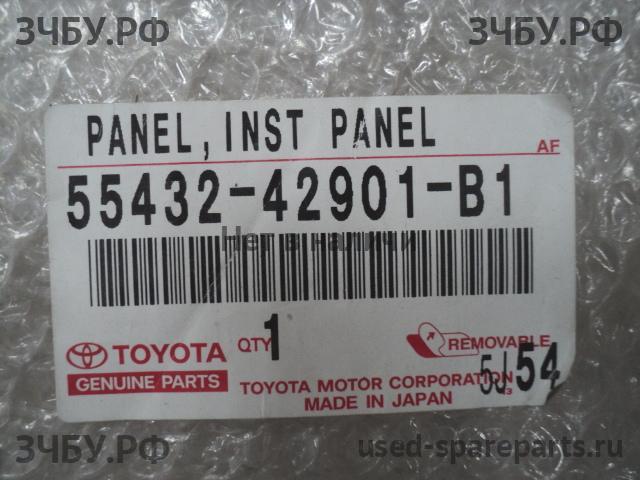 ЗЧБУ.РФ ЗЧБУ.РФ
PANEL, INST PANEL
AF
55432-42901-B1
Нет в наличии
TOYOTA QTY 1 REMOVABLE
GENUINE PARTS
TOYOTA MOTOR CORPORATION 5J 54
MADE IN JAPAN
ЗЧБУ.РФ used-spareparts.ru